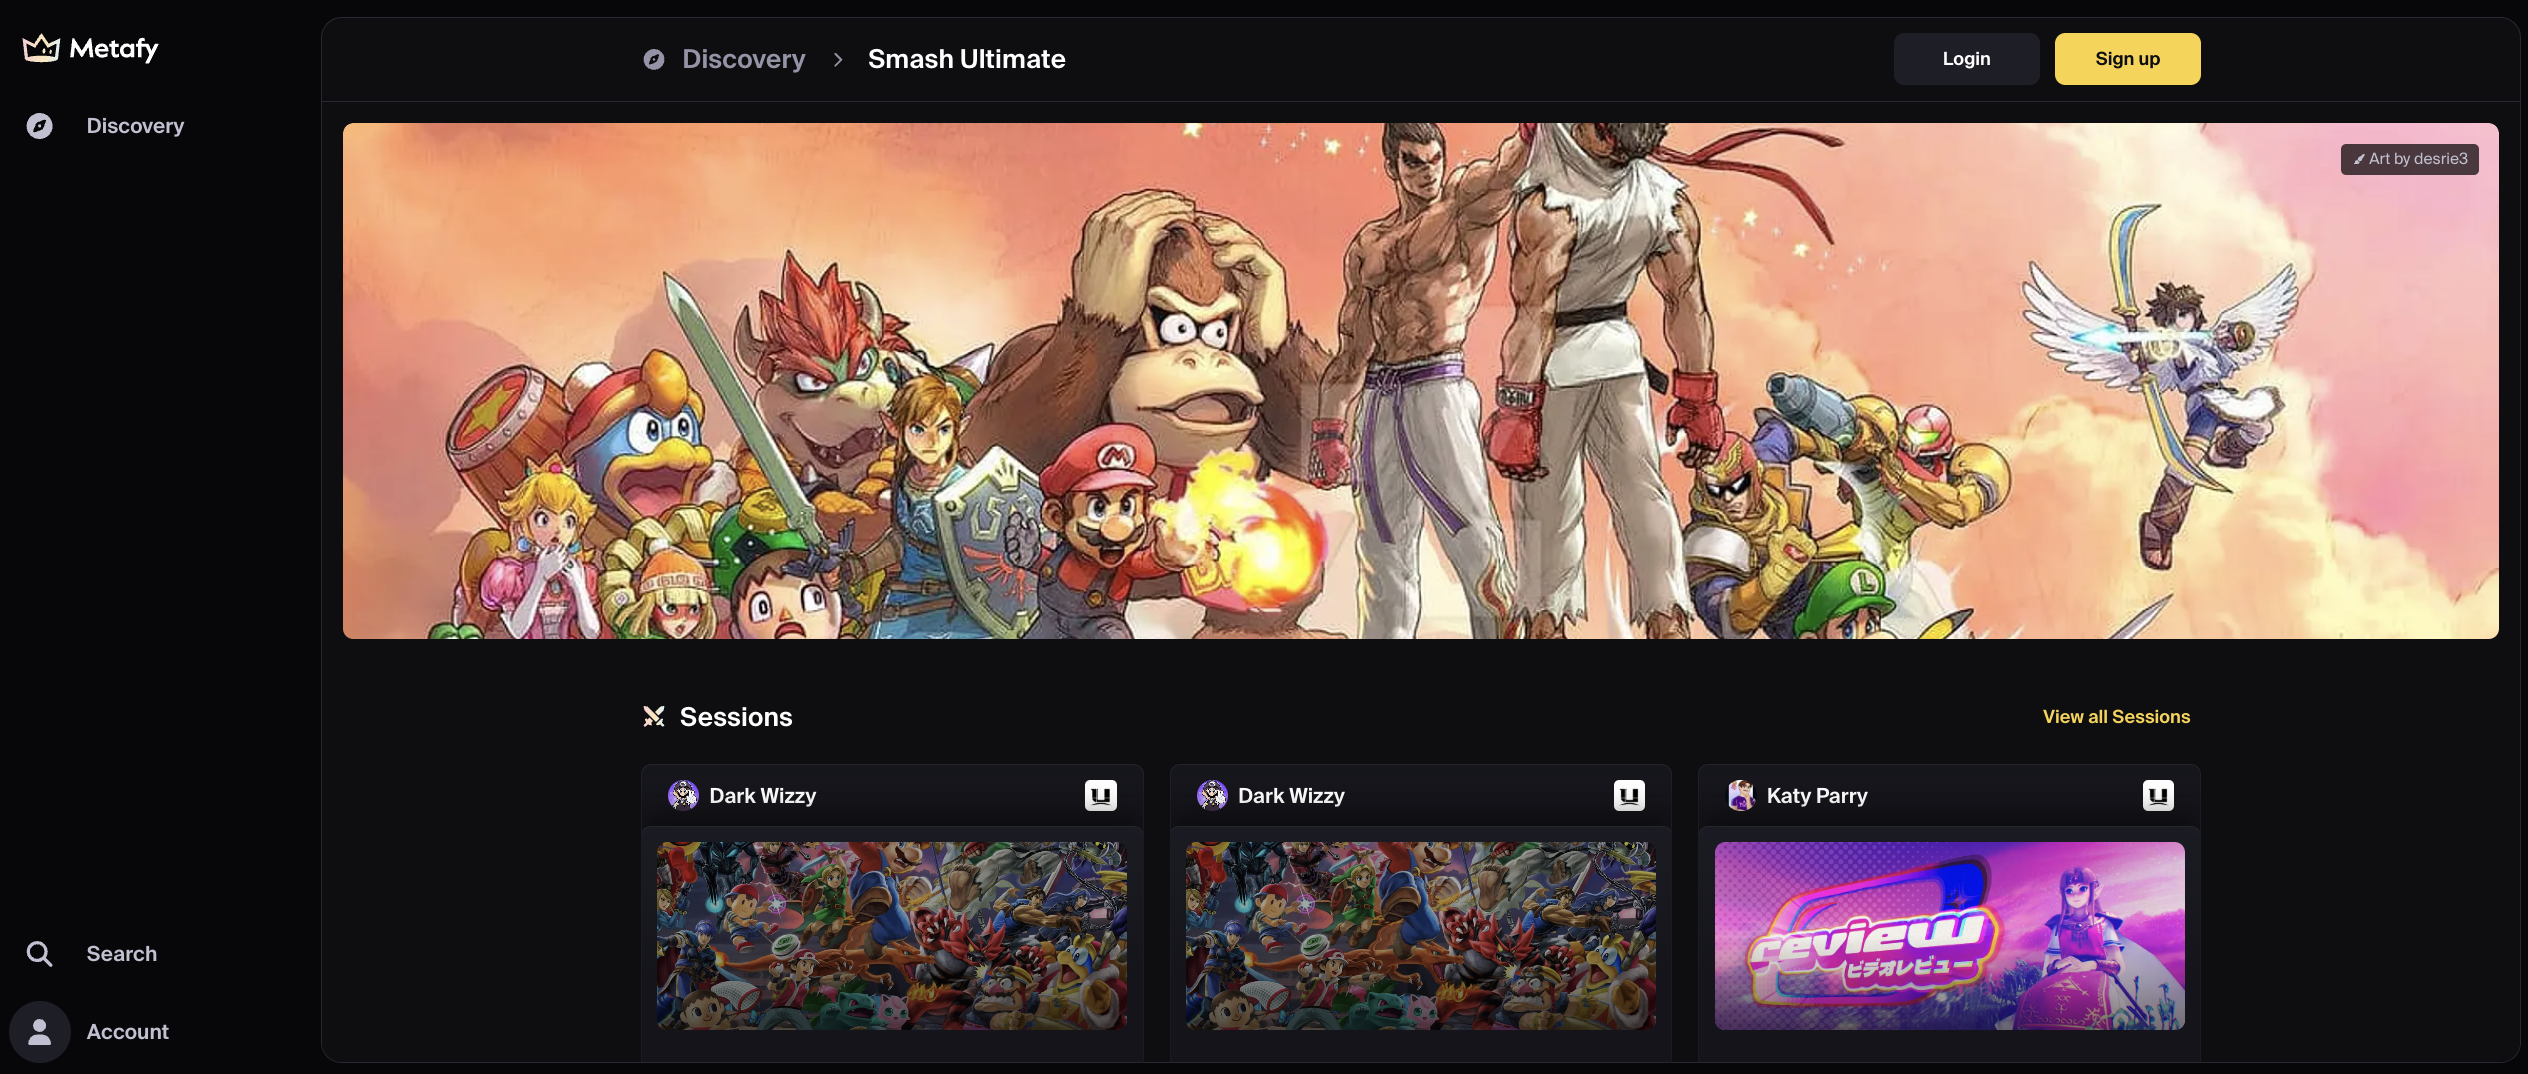 Metafy
Discovery
Discovery > Smash Ultimate
Login
Sign up
Art by desrie3
M
L
Sessions
View all Sessions
Dark Wizzy
Dark Wizzy
Katy Parry
review
ビデオレビュー
Search
Account